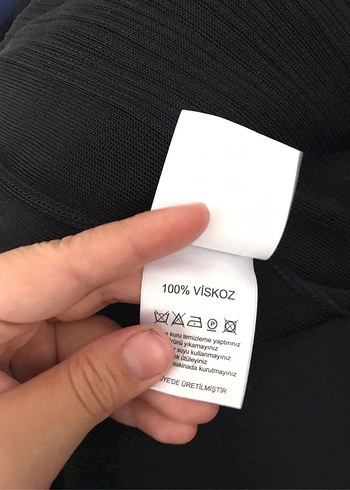 100% VİSKOZ
kuru temizleme yaptırınız
yıkamayınız
suyu kullanmayınız
ütüleyiniz
kurutmayınız
ÜRETİLMİŞTİR